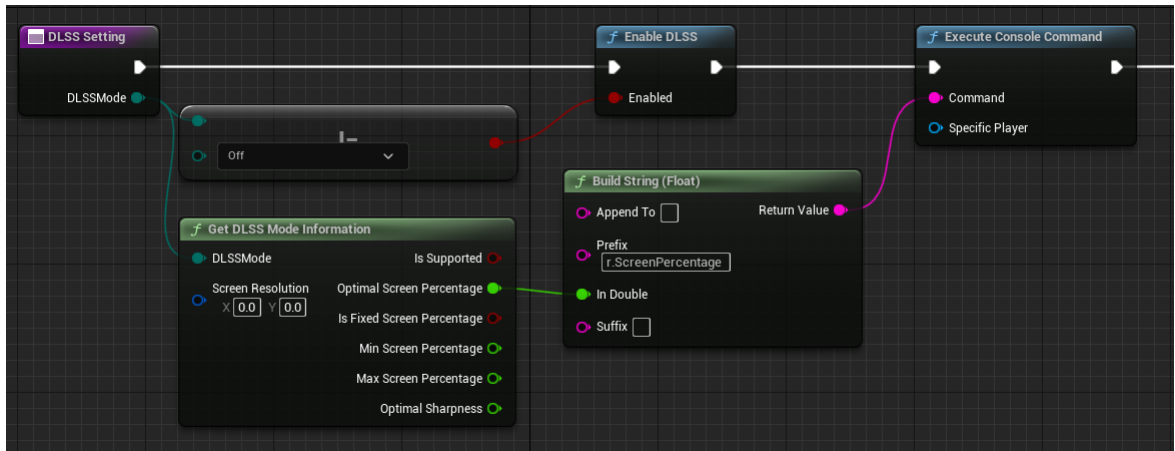 DLSS Setting
DLSSMode
!=
Off
f Enable DLSS
Enabled
f Execute Console Command
Command
Specific Player
f Get DLSS Mode Information
DLSSMode
Is Supported
Screen Resolution
X 0.0 Y 0.0
Optimal Screen Percentage
Is Fixed Screen Percentage
Min Screen Percentage
Max Screen Percentage
Optimal Sharpness
f Build String (Float)
Append To
Return Value
Prefix
r.ScreenPercentage
In Double
Suffix